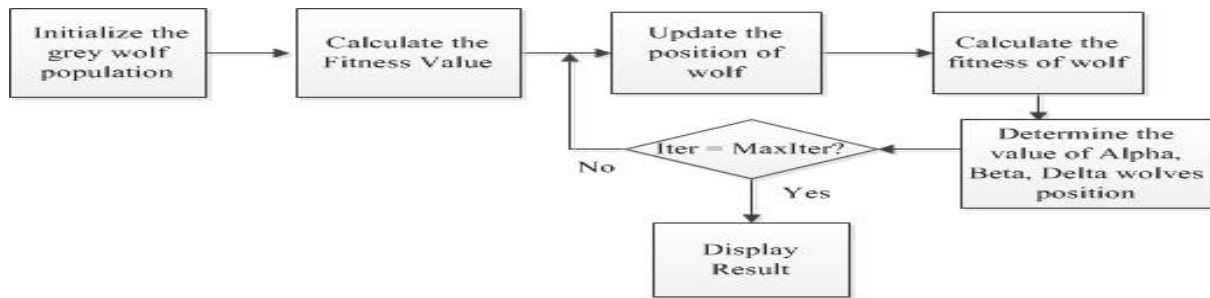 Initialize the
grey wolf
population
Calculate the
Fitness Value
Update the
position of
wolf
Calculate the
fitness of wolf
Determine the
value of Alpha,
Beta, Delta wolves
position
Iter = MaxIter?
No
Yes
Display
Result